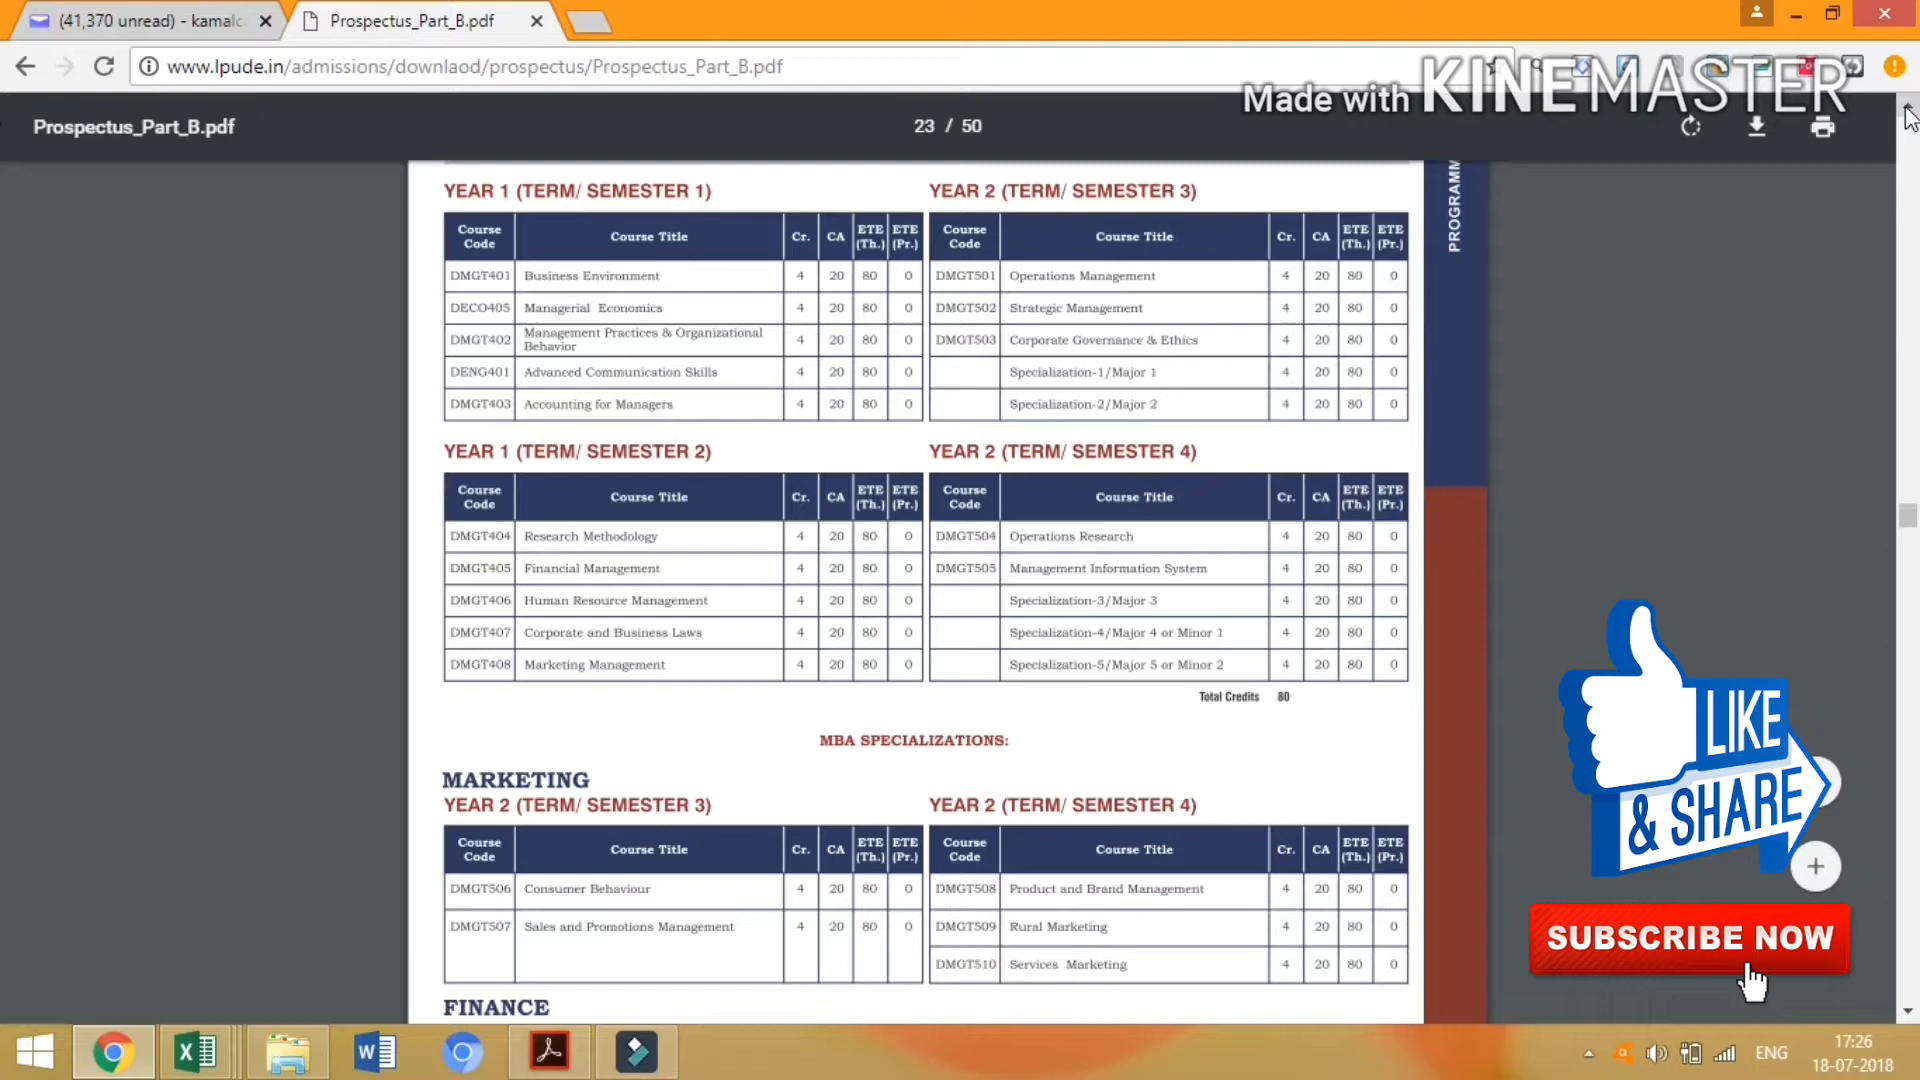 (41,370 unread) - kamalc
Prospectus_Part_B.pdf
www.lpude.in/admissions/downlaod/prospectus/Prospectus_Part_B.pdf
Made with KINEMASTER
Prospectus_Part_B.pdf
23 / 50
PROGRAMM
YEAR 1 (TERM/ SEMESTER 1)
Course Code Course Title Cr. CA ETE (Th.) ETE (Pr.)
DMGT401 Business Environment 4 20 80 0
DECO405 Managerial Economics 4 20 80 0
DMGT402 Management Practices & Organizational Behavior 4 20 80 0
DENG401 Advanced Communication Skills 4 20 80 0
DMGT403 Accounting for Managers 4 20 80 0
YEAR 2 (TERM/ SEMESTER 3)
Course Code Course Title Cr. CA ETE (Th.) ETE (Pr.)
DMGT501 Operations Management 4 20 80 0
DMGT502 Strategic Management 4 20 80 0
DMGT503 Corporate Governance & Ethics 4 20 80 0
Specialization-1/Major 1 4 20 80 0
Specialization-2/Major 2 4 20 80 0
YEAR 1 (TERM/ SEMESTER 2)
Course Code Course Title Cr. CA ETE (Th.) ETE (Pr.)
DMGT404 Research Methodology 4 20 80 0
DMGT405 Financial Management 4 20 80 0
DMGT406 Human Resource Management 4 20 80 0
DMGT407 Corporate and Business Laws 4 20 80 0
DMGT408 Marketing Management 4 20 80 0
YEAR 2 (TERM/ SEMESTER 4)
Course Code Course Title Cr. CA ETE (Th.) ETE (Pr.)
DMGT504 Operations Research 4 20 80 0
DMGT505 Management Information System 4 20 80 0
Specialization-3/Major 3 4 20 80 0
Specialization-4/Major 4 or Minor 1 4 20 80 0
Specialization-5/Major 5 or Minor 2 4 20 80 0
Total Credits 80
MBA SPECIALIZATIONS:
MARKETING
YEAR 2 (TERM/ SEMESTER 3)
Course Code Course Title Cr. CA ETE (Th.) ETE (Pr.)
DMGT506 Consumer Behaviour 4 20 80 0
DMGT507 Sales and Promotions Management 4 20 80 0
YEAR 2 (TERM/ SEMESTER 4)
Course Code Course Title Cr. CA ETE (Th.) ETE (Pr.)
DMGT508 Product and Brand Management 4 20 80 0
DMGT509 Rural Marketing 4 20 80 0
DMGT510 Services Marketing 4 20 80 0
FINANCE
LIKE
& SHARE
SUBSCRIBE NOW
ENG
17:26
18-07-2018